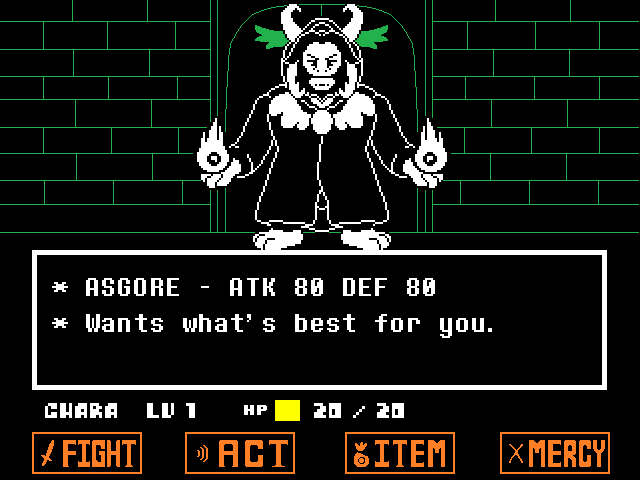 * ASGORE - ATK 80 DEF 80
* Wants what's best for you.
CHARA LV 1 HP 20 / 20
FIGHT ACT ITEM MERCY